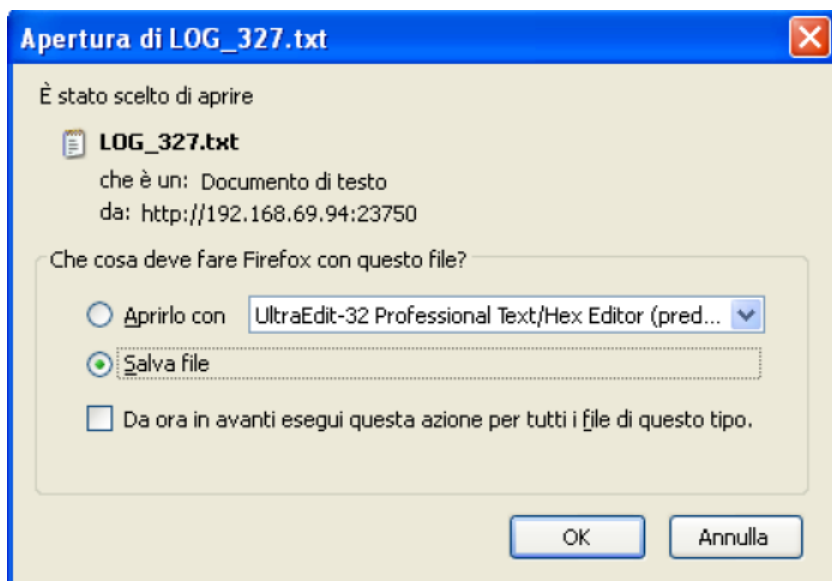 Apertura di LOG_327.txt
È stato scelto di aprire
LOG_327.txt
che è un: Documento di testo
da: http://192.168.69.94:23750
Che cosa deve fare Firefox con questo file?
Aprirlo con UltraEdit-32 Professional Text/Hex Editor (pred...
Salva file
Da ora in avanti esegui questa azione per tutti i file di questo tipo.
OK Annulla